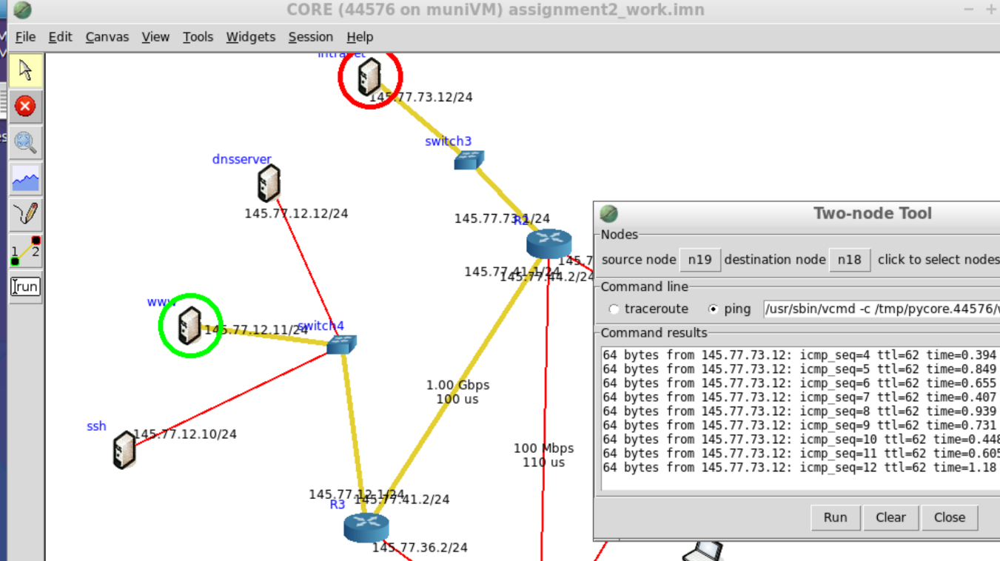 CORE (44576 on muniVM) assignment2_work.imn
File Edit Canvas View Tools Widgets Session Help
intranet
145.77.73.12/24
switch3
dnsserver
145.77.12.12/24
145.77.73.1/24
R2
145.7
145.77.41.1/24
145.77.44.2/24
www
145.77.12.11/24
switch4
1.00 Gbps
100 us
ssh
145.77.12.10/24
100 Mbps
110 us
145.77.12.1/24
145.77.41.2/24
R3
145.77.36.2/24
1 2
run
Two-node Tool
Nodes
source node n19 destination node n18 click to select nodes
Command line
traceroute ping /usr/sbin/vcmd -c /tmp/pycore.44576/
Command results
64 bytes from 145.77.73.12: icmp_seq=4 ttl=62 time=0.394
64 bytes from 145.77.73.12: icmp_seq=5 ttl=62 time=0.849
64 bytes from 145.77.73.12: icmp_seq=6 ttl=62 time=0.655
64 bytes from 145.77.73.12: icmp_seq=7 ttl=62 time=0.407
64 bytes from 145.77.73.12: icmp_seq=8 ttl=62 time=0.939
64 bytes from 145.77.73.12: icmp_seq=9 ttl=62 time=0.731
64 bytes from 145.77.73.12: icmp_seq=10 ttl=62 time=0.448
64 bytes from 145.77.73.12: icmp_seq=11 ttl=62 time=0.605
64 bytes from 145.77.73.12: icmp_seq=12 ttl=62 time=1.18
Run Clear Close